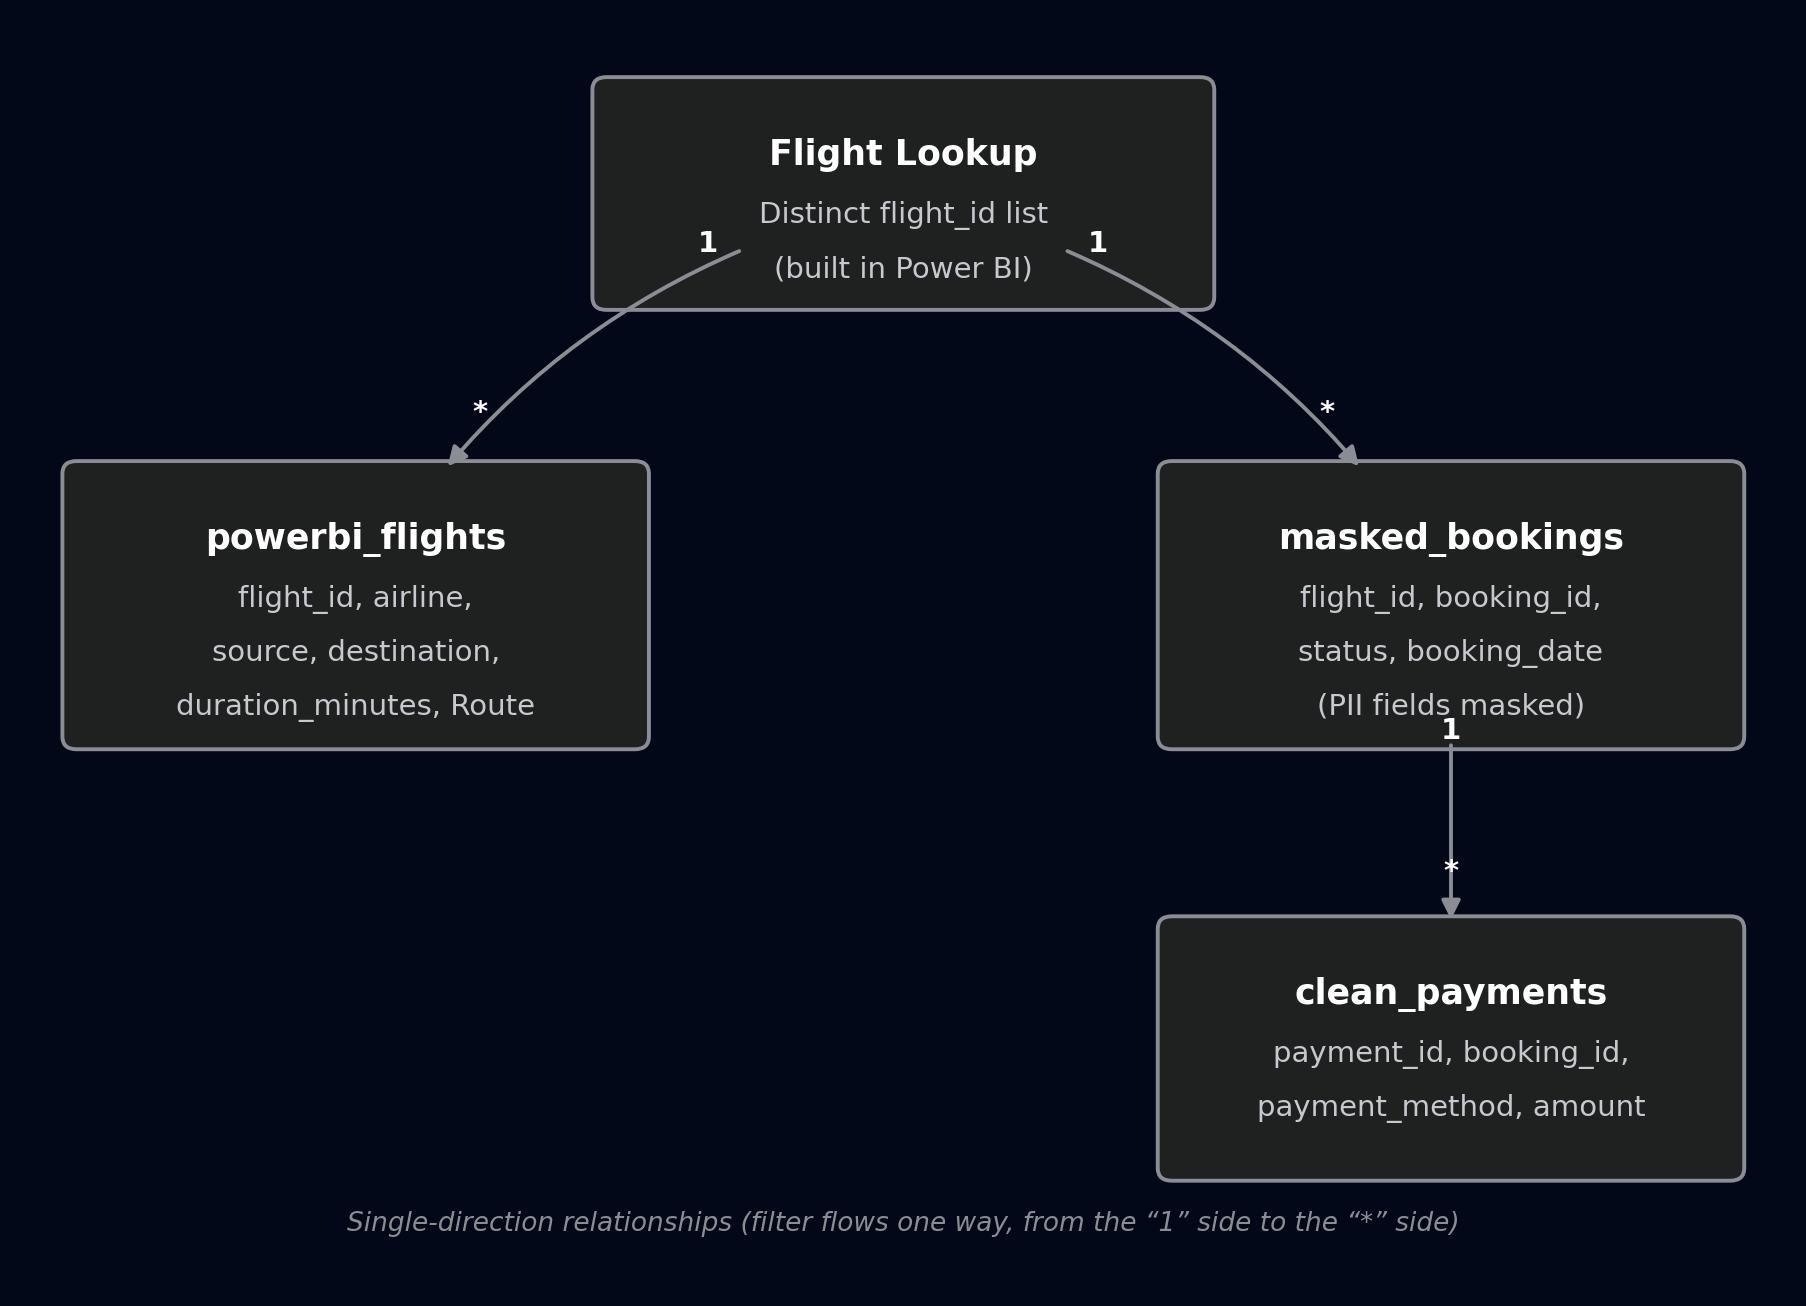 Flight Lookup
Distinct flight_id list
1
1
(built in Power BI)
*
*
powerbi_flights
flight_id, airline,
source, destination,
duration_minutes, Route
masked_bookings
flight_id, booking_id,
status, booking_date
(PII fields masked)
1
*
clean_payments
payment_id, booking_id,
payment_method, amount
Single-direction relationships (filter flows one way, from the “1” side to the “*” side)